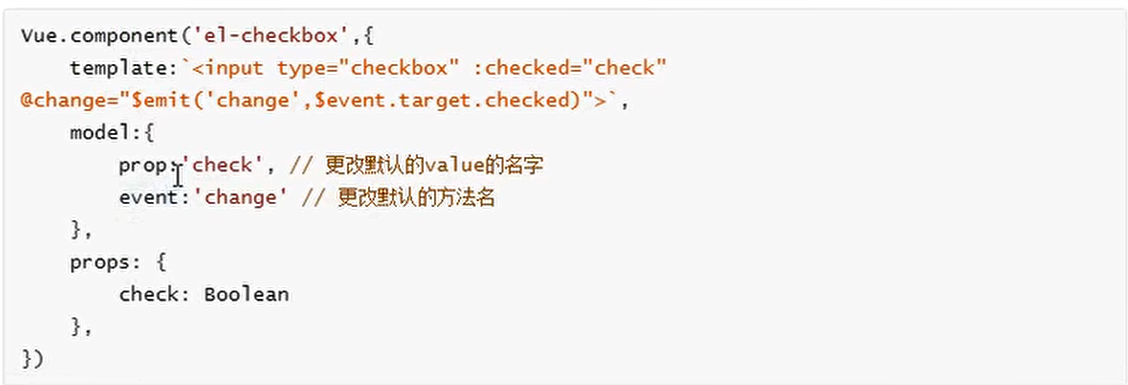 Vue.component('el-checkbox',{
    template:`<input type="checkbox" :checked="check"
@change="$emit('change',$event.target.checked)">`,
    model:{
        prop:'check', // 更改默认的value的名字
        event:'change' // 更改默认的方法名
    },
    props: {
        check: Boolean
    },
})